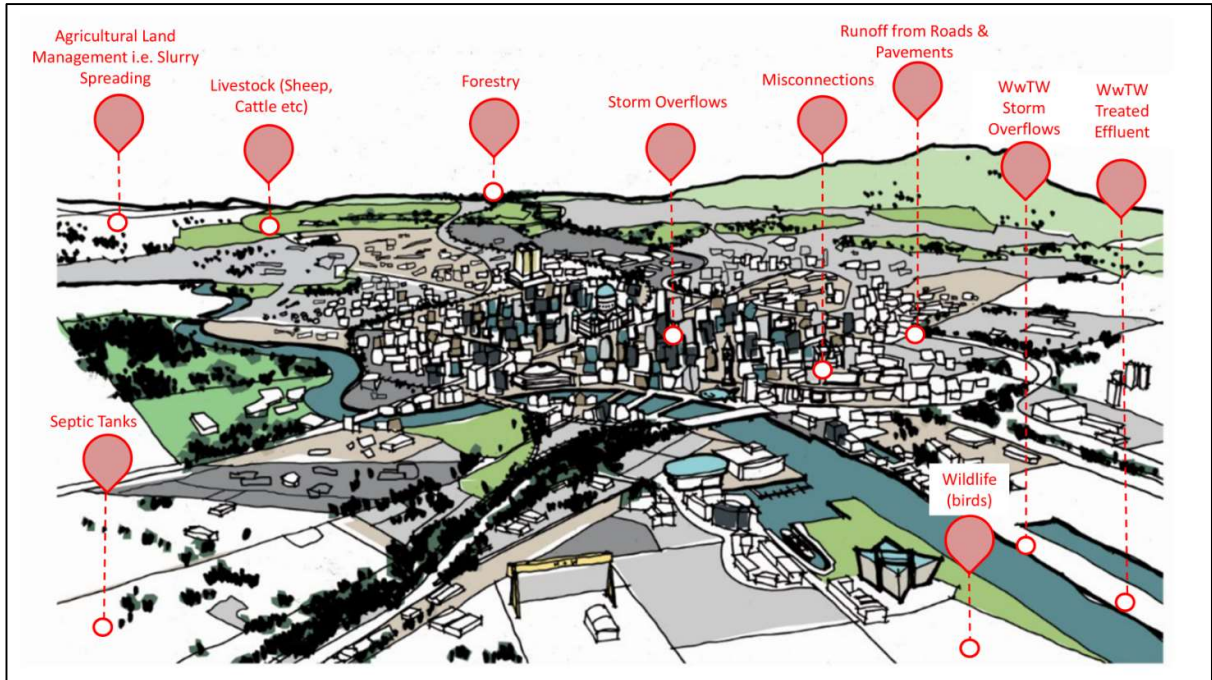 Agricultural Land
Management i.e. Slurry
Spreading
Livestock (Sheep,
Cattle etc)
Forestry
Storm Overflows
Misconnections
Runoff from Roads &
Pavements
WwTW
Storm
Overflows
WwTW
Treated
Effluent
Septic Tanks
Wildlife
(birds)